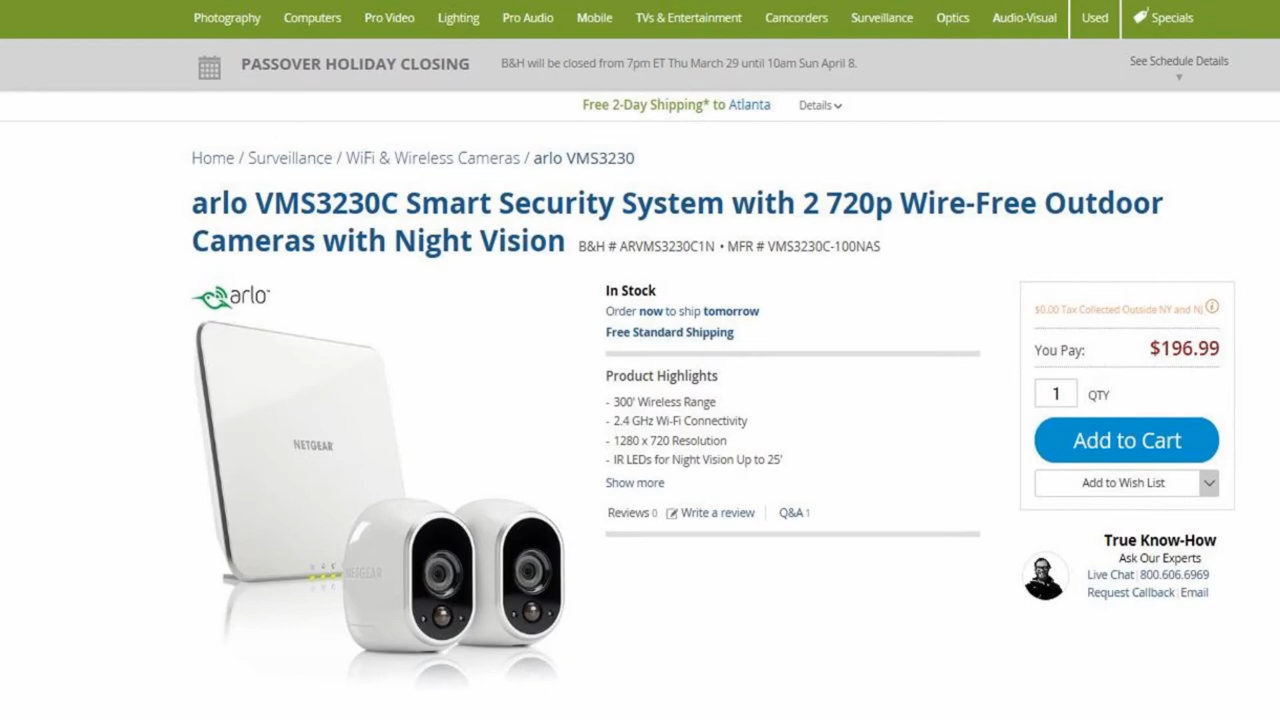 Photography Computers Pro Video Lighting Pro Audio Mobile TVs & Entertainment Camcorders Surveillance Optics Audio-Visual Used Specials
PASSOVER HOLIDAY CLOSING B&H will be closed from 7pm ET Thu March 29 until 10am Sun April 8. See Schedule Details
Free 2-Day Shipping* to Atlanta Details
Home / Surveillance / WiFi & Wireless Cameras / arlo VMS3230
arlo VMS3230C Smart Security System with 2 720p Wire-Free Outdoor
Cameras with Night Vision B&H # ARVMS3230C1N • MFR # VMS3230C-100NAS
arlo
NETGEAR
NETGEAR
In Stock
Order now to ship tomorrow
Free Standard Shipping
Product Highlights
- 300' Wireless Range
- 2.4 GHz Wi-Fi Connectivity
- 1280 x 720 Resolution
- IR LEDs for Night Vision Up to 25'
Show more
Reviews 0 Write a review Q&A 1
$0.00 Tax Collected Outside NY and NJ
You Pay: $196.99
1 QTY
Add to Cart
Add to Wish List
True Know-How
Ask Our Experts
Live Chat 800.606.6969
Request Callback Email